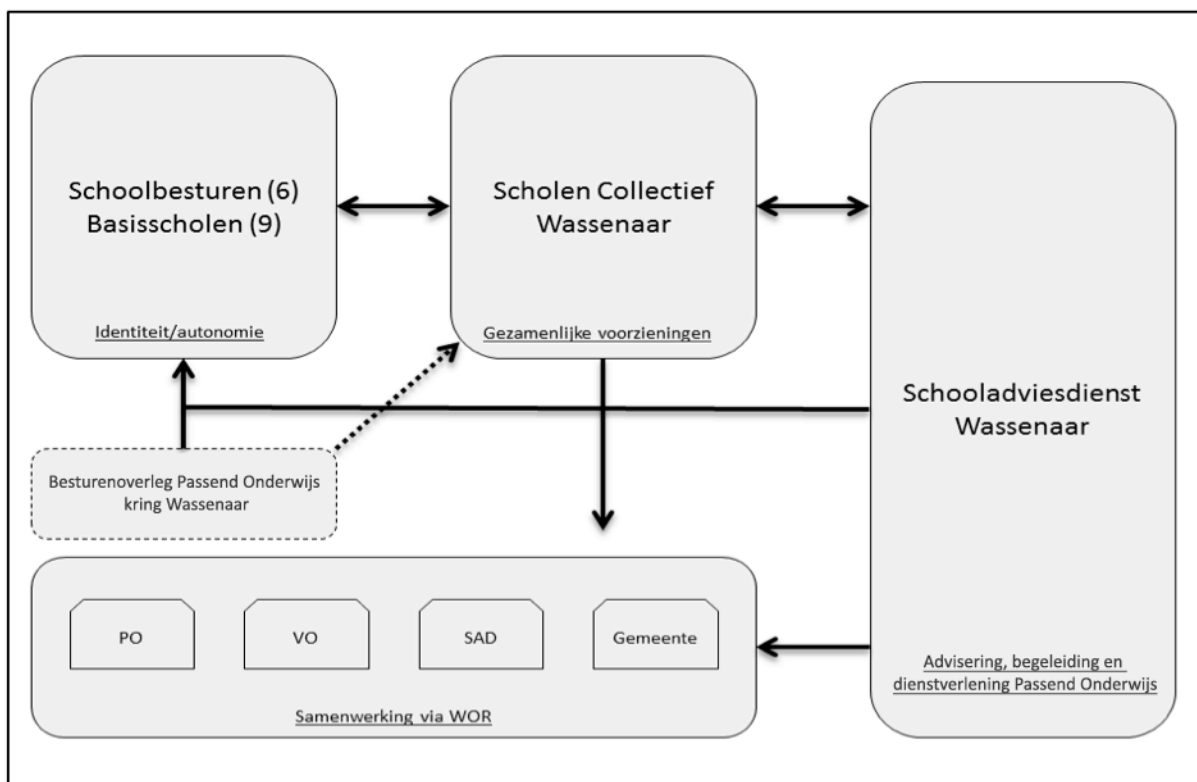 Schoolbesturen (6)
Basisscholen (9)
Identiteit/autonomie
Scholen Collectief
Wassenaar
Gezamenlijke voorzieningen
Schooladviesdienst
Wassenaar
Advisering, begeleiding en
dienstverlening Passend Onderwijs
Besturenoverleg Passend Onderwijs
kring Wassenaar
PO
VO
SAD
Gemeente
Samenwerking via WOR